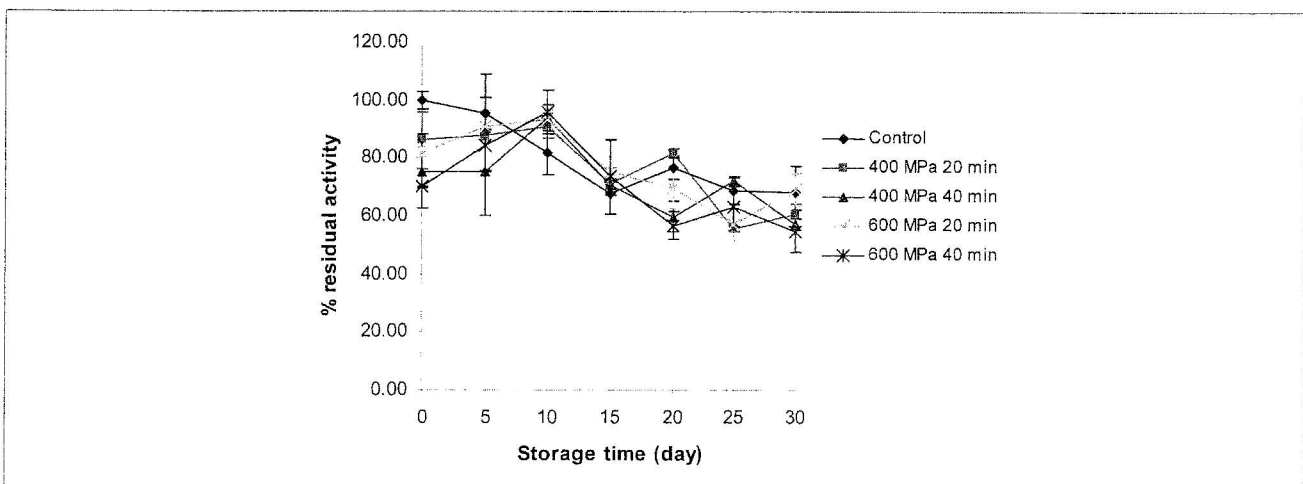 120.00
100.00
80.00
60.00
40.00
20.00
0.00
% residual activity
0 5 10 15 20 25 30
Storage time (day)
Control
400 MPa 20 min
400 MPa 40 min
600 MPa 20 min
600 MPa 40 min